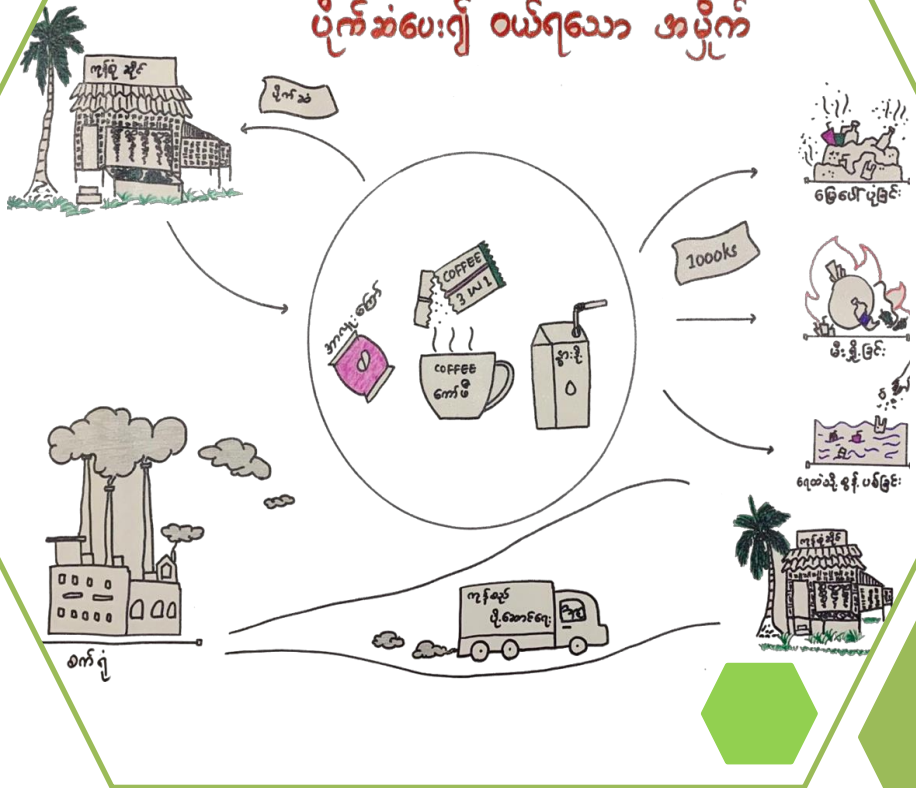 ပိုက်ဆံပေး၍ ဝယ်ရသော အမှိုက်
ကုန်စုံဆိုင်
ပိုက်ဆံ
မြေပေါ်ပုံခြင်း
1000ks
COFFEE
3 IN 1
အာလူးကြော်
COFFEE
ကော်ဖီ
နွားနို့
မီးရှို့ခြင်း
ရေထဲသို့ စွန့်ပစ်ခြင်း
ကုန်စုံဆိုင်
ကုန်စည်
ပို့ဆောင်ရေး
စက်ရုံ